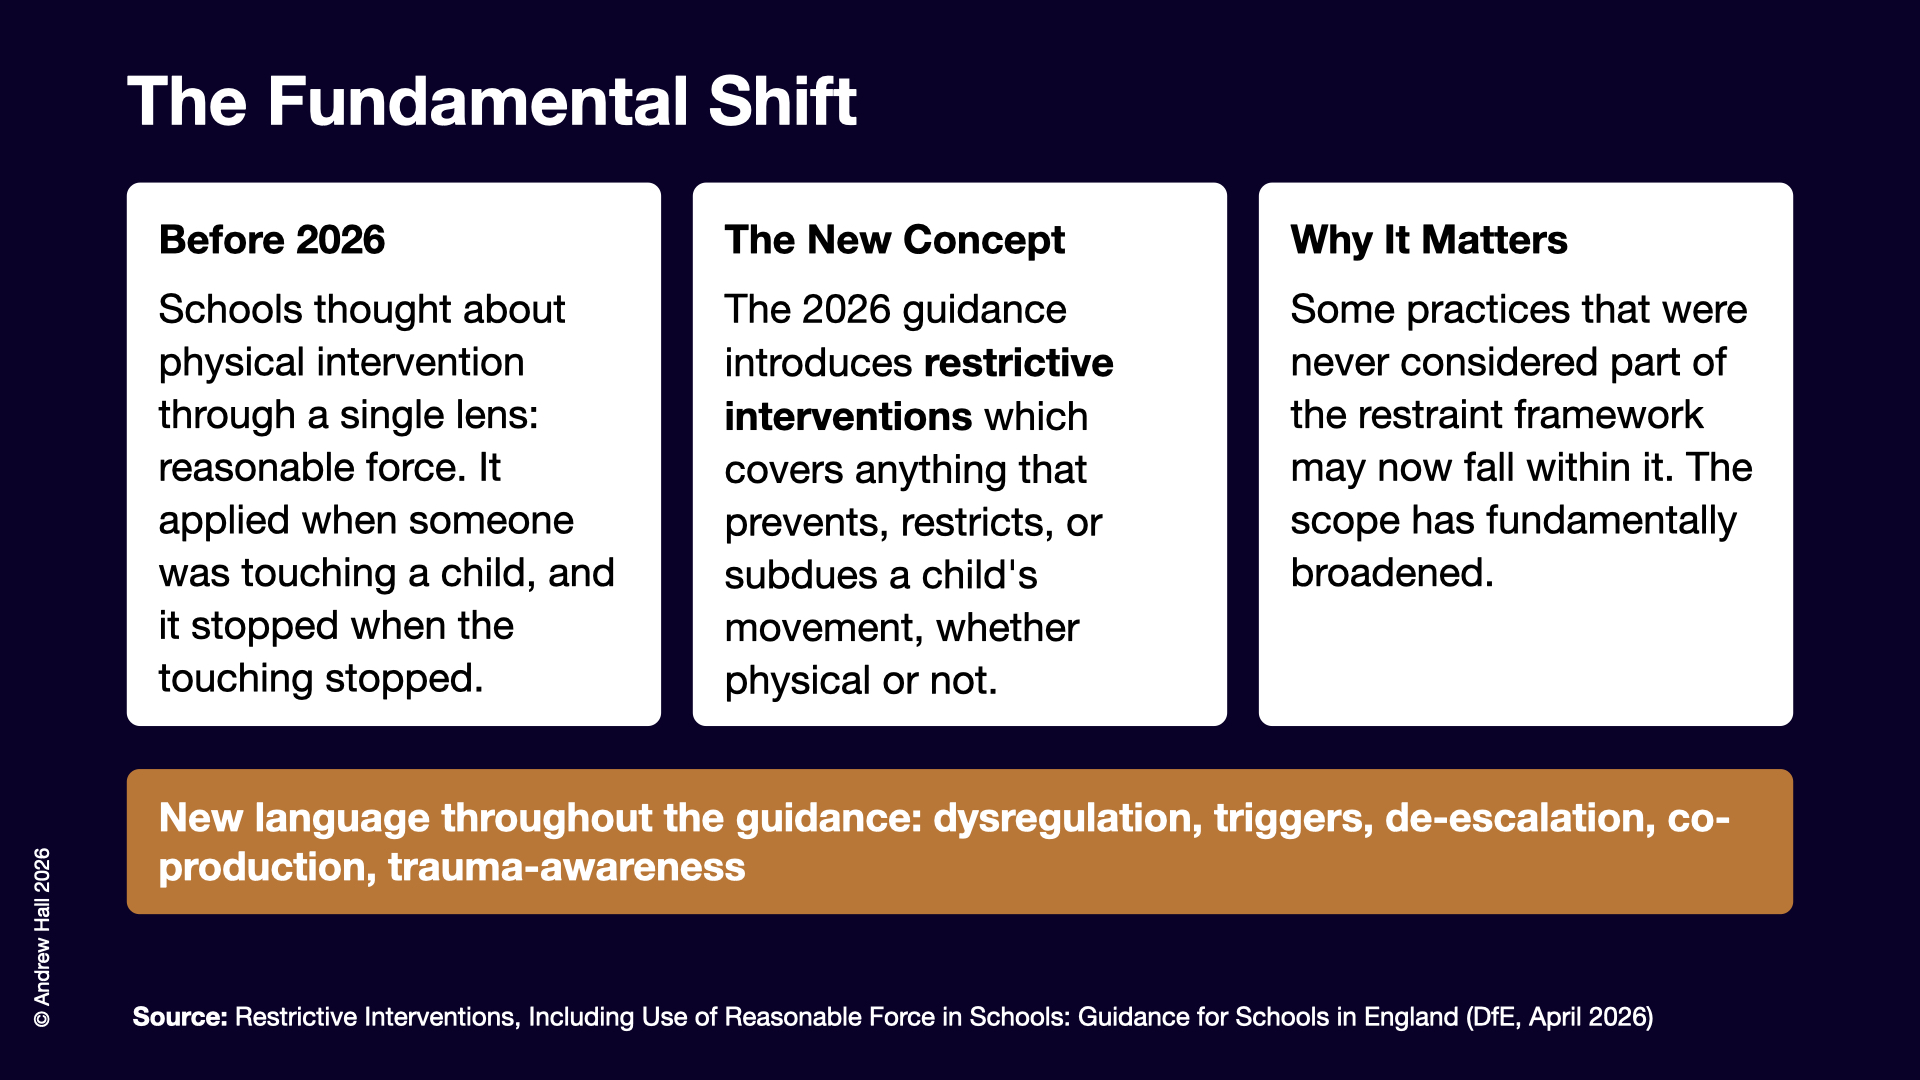 The Fundamental Shift
Before 2026
Schools thought about
physical intervention
through a single lens:
reasonable force. It
applied when someone
was touching a child, and
it stopped when the
touching stopped.
The New Concept
The 2026 guidance
introduces restrictive
interventions which
covers anything that
prevents, restricts, or
subdues a child's
movement, whether
physical or not.
Why It Matters
Some practices that were
never considered part of
the restraint framework
may now fall within it. The
scope has fundamentally
broadened.
New language throughout the guidance: dysregulation, triggers, de-escalation, co-
production, trauma-awareness
© Andrew Hall 2026
Source: Restrictive Interventions, Including Use of Reasonable Force in Schools: Guidance for Schools in England (DfE, April 2026)